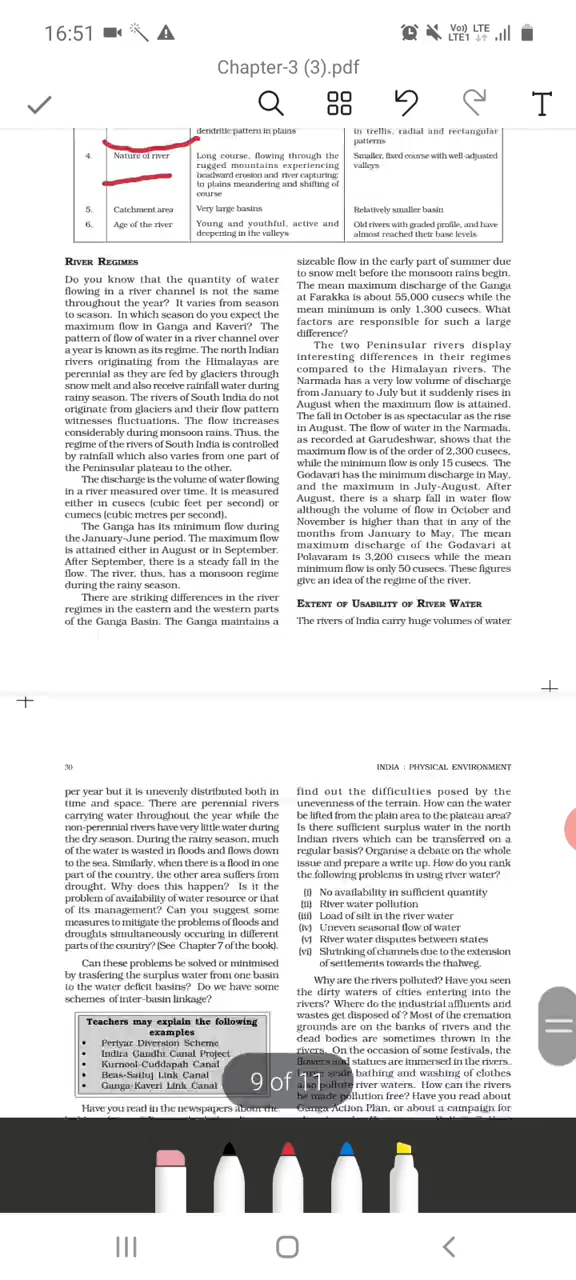 16:51
Vo)) LTE
LTE1
Chapter-3 (3).pdf
T
dendritic pattern in plains
in trellis, radial and rectangular
patterns
4. Nature of river
Long course, flowing through the
rugged mountains experiencing
headward erosion and river capturing;
In plains meandering and shifting of
course
Smaller, fixed course with well-adjusted
valleys
5. Catchment area
Very large basins
Relatively smaller basin
6. Age of the river
Young and youthful, active and
deepening in the valleys
Old rivers with graded profile, and have
almost reached their base levels
RIVER REGIMES
Do you know that the quantity of water
flowing in a river channel is not the same
throughout the year? It varies from season
to season. In which season do you expect the
maximum flow in Ganga and Kaveri? The
pattern of flow of water in a river channel over
a year is known as its regime. The north Indian
rivers originating from the Himalayas are
perennial as they are fed by glaciers through
snow melt and also receive rainfall water during
rainy season. The rivers of South India do not
originate from glaciers and their flow pattern
witnesses fluctuations. The flow increases
considerably during monsoon rains. Thus, the
regime of the rivers of South India is controlled
by rainfall which also varies from one part of
the Peninsular plateau to the other.
The discharge is the volume of water flowing
in a river measured over time. It is measured
either in cusecs (cubic feet per second) or
cumecs (cubic metres per second).
The Ganga has its minimum flow during
the January-June period. The maximum flow
is attained either in August or in September.
After September, there is a steady fall in the
flow. The river, thus, has a monsoon regime
during the rainy season.
There are striking differences in the river
regimes in the eastern and the western parts
of the Ganga Basin. The Ganga maintains a
sizeable flow in the early part of summer due
to snow melt before the monsoon rains begin.
The mean maximum discharge of the Ganga
at Farakka is about 55,000 cusecs while the
mean minimum is only 1,300 cusecs. What
factors are responsible for such a large
difference?
The two Peninsular rivers display
interesting differences in their regimes
compared to the Himalayan rivers. The
Narmada has a very low volume of discharge
from January to July but it suddenly rises in
August when the maximum flow is attained.
The fall in October is as spectacular as the rise
in August. The flow of water in the Narmada,
as recorded at Garudeshwar, shows that the
maximum flow is of the order of 2,300 cusecs,
while the minimum flow is only 15 cusecs. The
Godavari has the minimum discharge in May,
and the maximum in July-August. After
August, there is a sharp fall in water flow
although the volume of flow in October and
November is higher than that in any of the
months from January to May. The mean
maximum discharge of the Godavari at
Polavaram is 3,200 cusecs while the mean
minimum flow is only 50 cusecs. These figures
give an idea of the regime of the river.
EXTENT OF USABILITY OF RIVER WATER
The rivers of India carry huge volumes of water
30
INDIA : PHYSICAL ENVIRONMENT
per year but it is unevenly distributed both in
time and space. There are perennial rivers
carrying water throughout the year while the
non-perennial rivers have very little water during
the dry season. During the rainy season, much
of the water is wasted in floods and flows down
to the sea. Similarly, when there is a flood in one
part of the country, the other area suffers from
drought. Why does this happen? Is it the
problem of availability of water resource or that
of its management? Can you suggest some
measures to mitigate the problems of floods and
droughts simultaneously occuring in different
parts of the country? (See Chapter 7 of the book).
Can these problems be solved or minimised
by trasfering the surplus water from one basin
to the water deficit basins? Do we have some
schemes of inter-basin linkage?
Teachers may explain the following
examples
• Periyar Diversion Scheme
• Indira Gandhi Canal Project
• Kurnool-Cuddapah Canal
• Beas-Satluj Link Canal
• Ganga-Kaveri Link Canal
Have you read in the newspapers about the
find out the difficulties posed by the
unevenness of the terrain. How can the water
be lifted from the plain area to the plateau area?
Is there sufficient surplus water in the north
Indian rivers which can be transferred on a
regular basis? Organise a debate on the whole
issue and prepare a write up. How do you rank
the following problems in using river water?
(i) No availability in sufficient quantity
(ii) River water pollution
(iii) Load of silt in the river water
(iv) Uneven seasonal flow of water
(v) River water disputes between states
(vi) Shrinking of channels due to the extension
of settlements towards the thalweg.
Why are the rivers polluted? Have you seen
the dirty waters of cities entering into the
rivers? Where do the industrial affluents and
wastes get disposed of? Most of the cremation
grounds are on the banks of rivers and the
dead bodies are sometimes thrown in the
rivers. On the occasion of some festivals, the
flowers and statues are immersed in the rivers.
scale bathing and washing of clothes
also pollute river waters. How can the rivers
be made pollution free? Have you read about
Ganga Action Plan, or about a campaign for
9 of 11